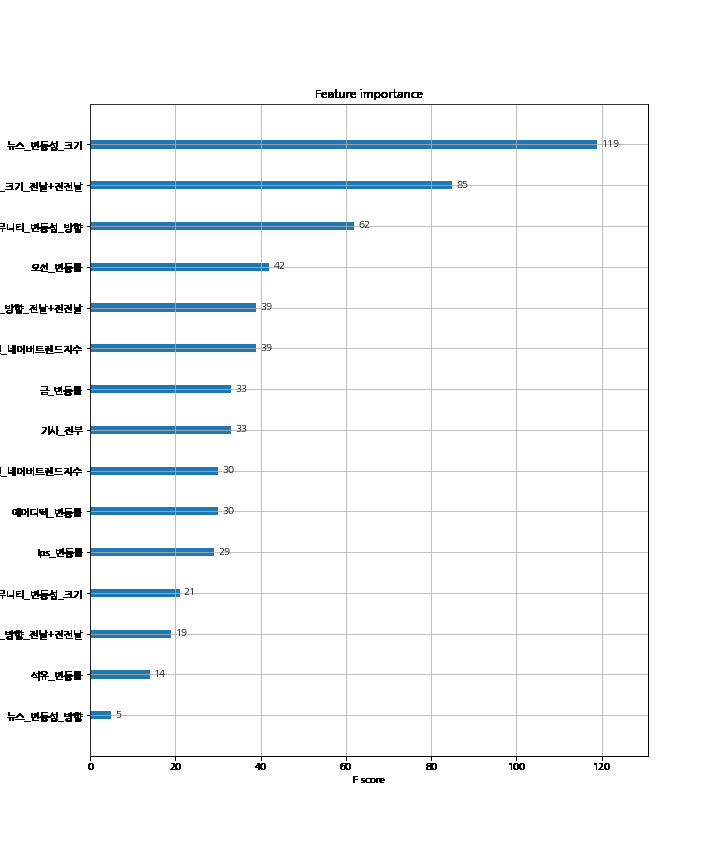 Feature importance
뉴스_변동성_크기
119
_크기_전날+전전날
85
뮤니티_변동성_방향
62
오션_변동률
42
_방향_전날+전전날
39
_네이버트렌드지수
39
금_변동률
33
기사_전부
33
_네이버트렌드지수
30
에이디텍_변동률
30
ips_변동률
29
뮤니티_변동성_크기
21
_방향_전날+전전날
19
석유_변동률
14
뉴스_변동성_방향
5
0 20 40 60 80 100 120
F score